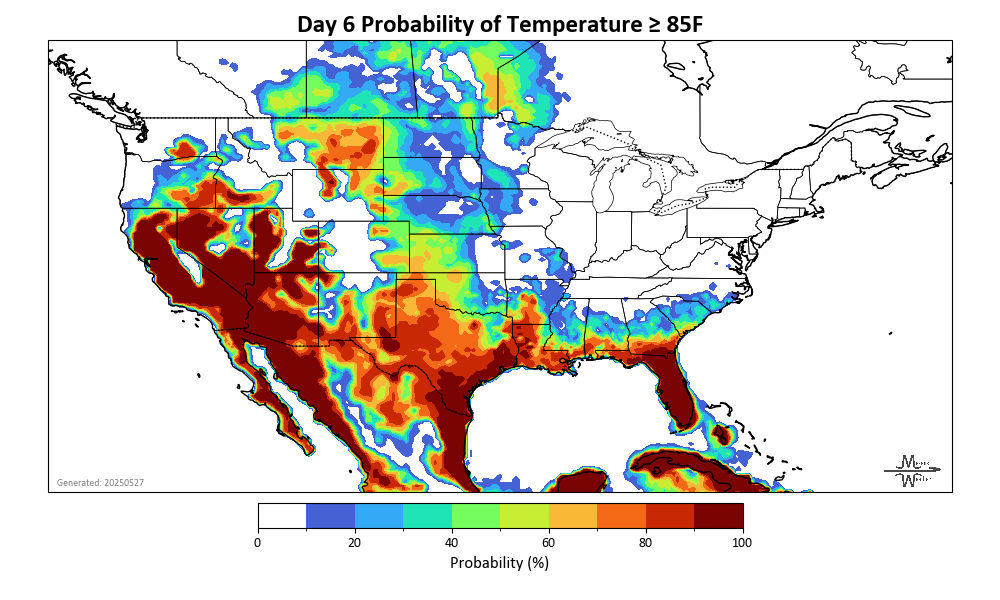 Day 6 Probability of Temperature ≥ 85F
Generated: 20250527
0 20 40 60 80 100
Probability (%)